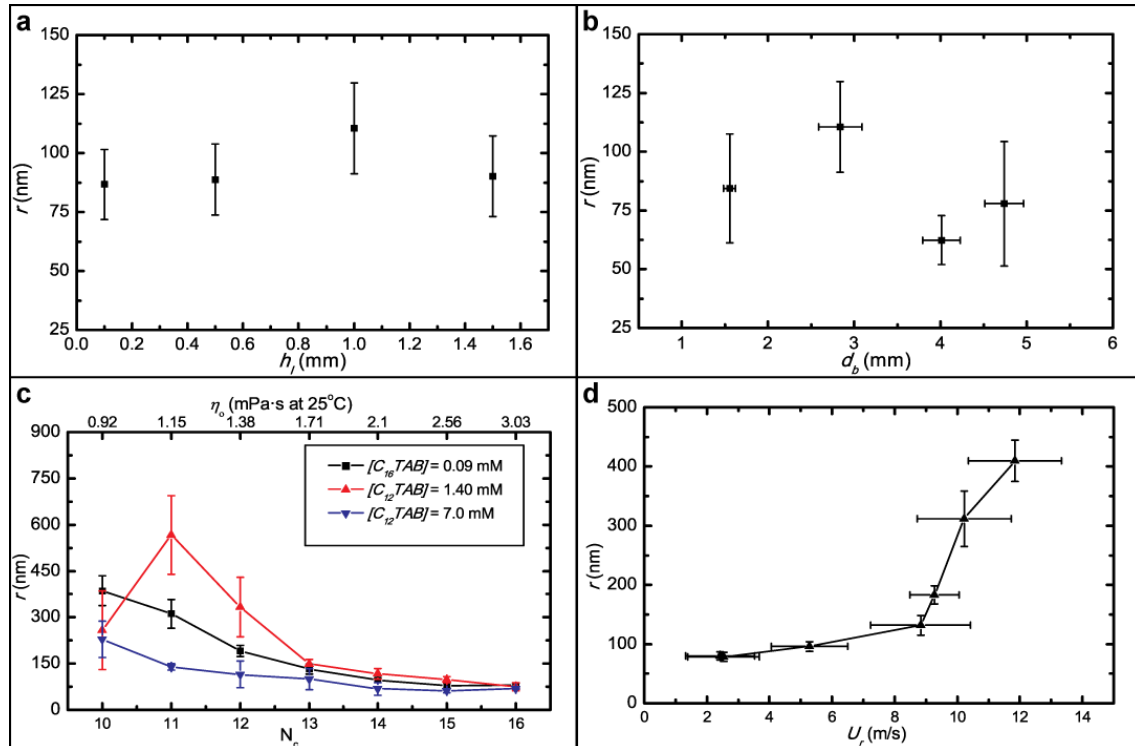 a
150
125
100
75
50
25
r (nm)
0.0 0.2 0.4 0.6 0.8 1.0 1.2 1.4 1.6
h_l (mm)
b
150
125
100
75
50
25
r (nm)
1 2 3 4 5 6
d_b (mm)
c
η_o (mPa·s at 25°C)
0.92 1.15 1.38 1.71 2.1 2.56 3.03
900
750
600
450
300
150
0
r (nm)
[C_16TAB] = 0.09 mM
[C_12TAB] = 1.40 mM
[C_12TAB] = 7.0 mM
10 11 12 13 14 15 16
N_c
d
500
400
300
200
100
0
r (nm)
0 2 4 6 8 10 12 14
U_r (m/s)